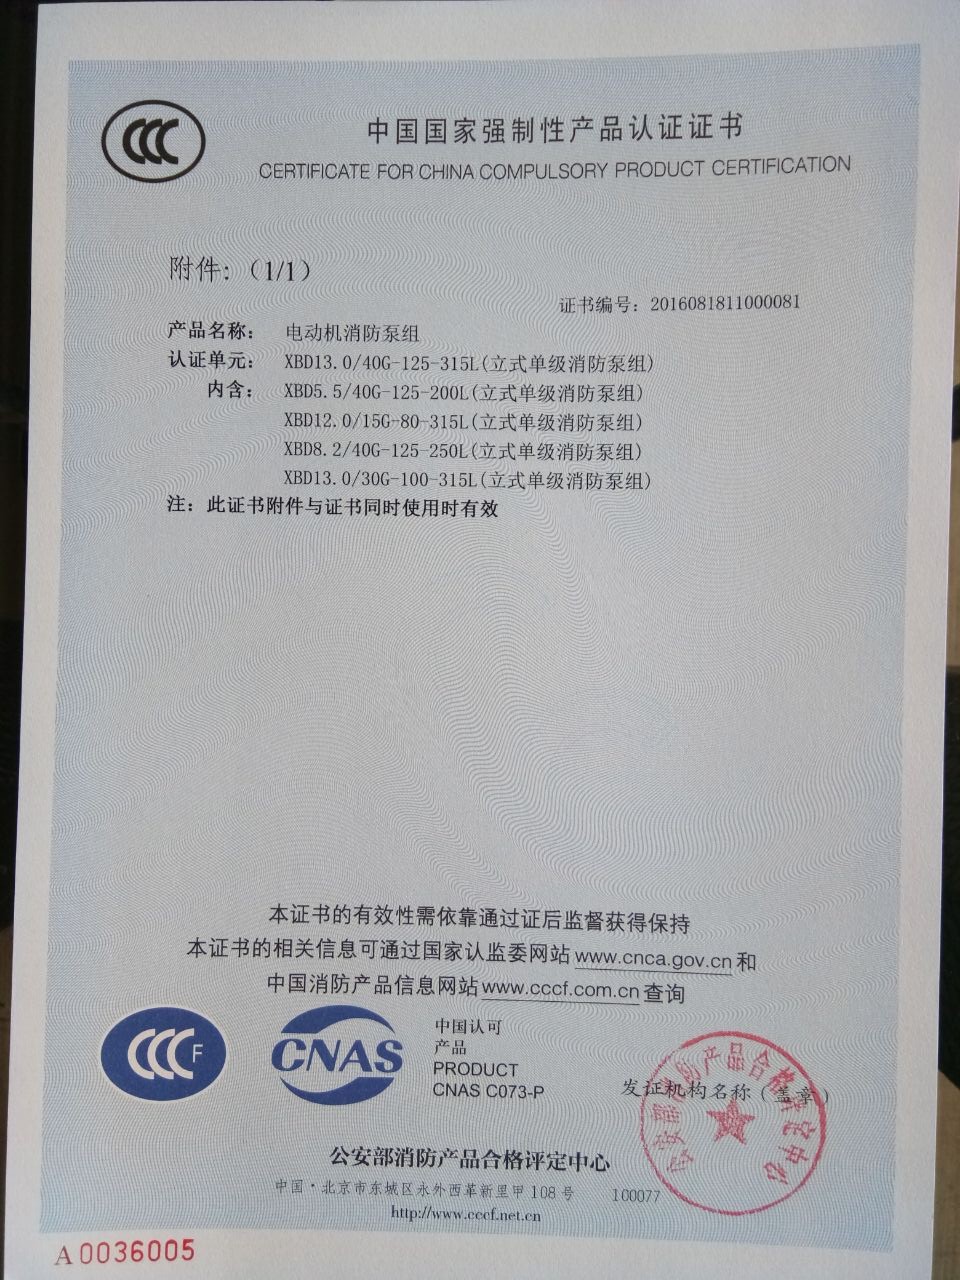 中国国家强制性产品认证证书
CERTIFICATE FOR CHINA COMPULSORY PRODUCT CERTIFICATION
附件:（1/1）
证书编号：2016081811000081
产品名称： 电动机消防泵组
认证单元： XBD13.0/40G-125-315L(立式单级消防泵组)
内含： XBD5.5/40G-125-200L(立式单级消防泵组)
XBD12.0/15G-80-315L(立式单级消防泵组)
XBD8.2/40G-125-250L(立式单级消防泵组)
XBD13.0/30G-100-315L(立式单级消防泵组)
注：此证书附件与证书同时使用时有效
本证书的有效性需依靠通过证后监督获得保持
本证书的相关信息可通过国家认监委网站www.cnca.gov.cn和
中国消防产品信息网站www.cccf.com.cn查询
CCCF
CNAS
中国认可
产品
PRODUCT
CNAS C073-P
发证机构名称（盖章）
公安部消防产品合格评定中心
公安部消防产品合格评定中心
中国·北京市东城区永外西革新里甲108号 100077
http://www.cccf.net.cn
A0036005